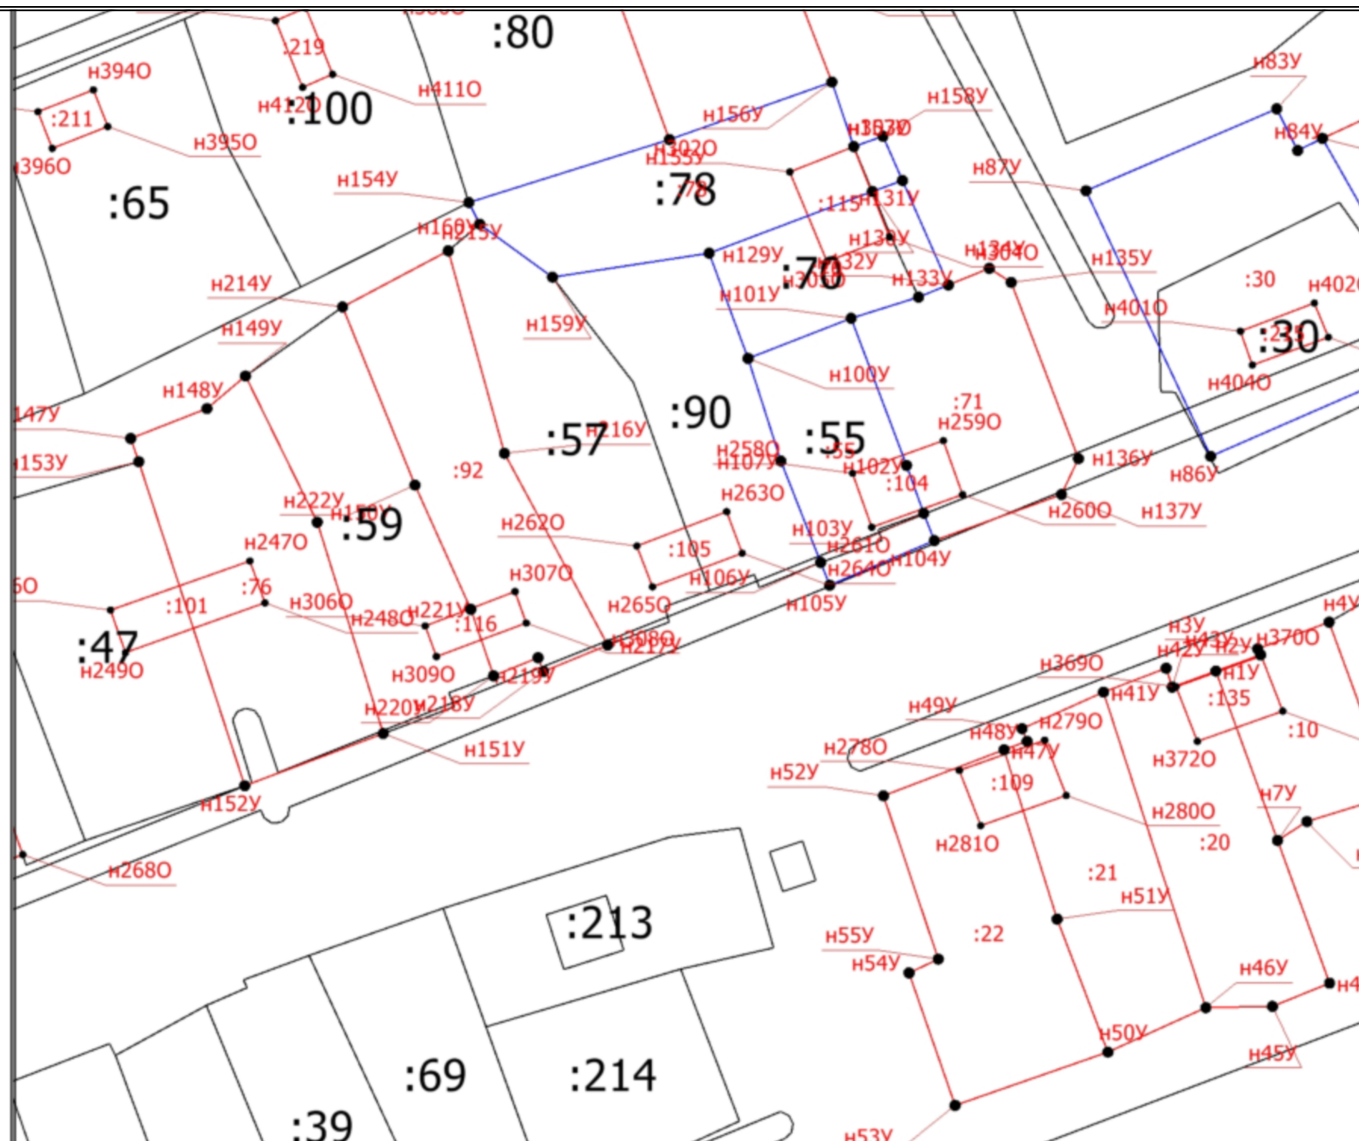 :80
:219
н83У
н394О
н411О
н412О
:100
н156У
н158У
:211
н84У
н395О
н396О
н302О
н155У
н87У
н154У
:78
:65
:115
н131У
н215У
н129У
н130У
н304О
н135У
:70
н132У
н133У
:30
н402О
н214У
н101У
н401О
н149У
н159У
:30
н100У
н404О
н148У
:71
:90
147У
н259О
:57
н216У
:55
н258О
н107У
н102У
н136У
н153У
:92
н86У
:104
н263О
н222У
н262О
:59
н103У
н260О
н137У
н247О
:105
н261О
н264О
н104У
н106У
5О
:76
н307О
:101
н306О
н248О
н221У
н265О
н105У
:116
н4У
н3У
:47
н308О
н217У
н43У
н2У
н370О
н249О
н309О
н219У
н369О
н42У
н1У
н41У
:135
н220У
н218У
н49У
н279О
:10
н151У
н278О
н48У
н47У
н372О
н52У
:109
н152У
н7У
н280О
н281О
:20
н268О
:21
н51У
:213
:22
н55У
н54У
н46У
н50У
н45У
:69
:214
:39
н53У